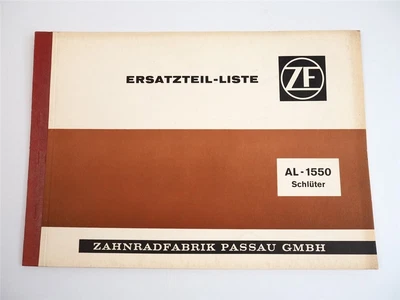 ERSATZTEIL-LISTE
ZF
AL-1550
Schlüter
ZAHNRADFABRIK PASSAU GMBH